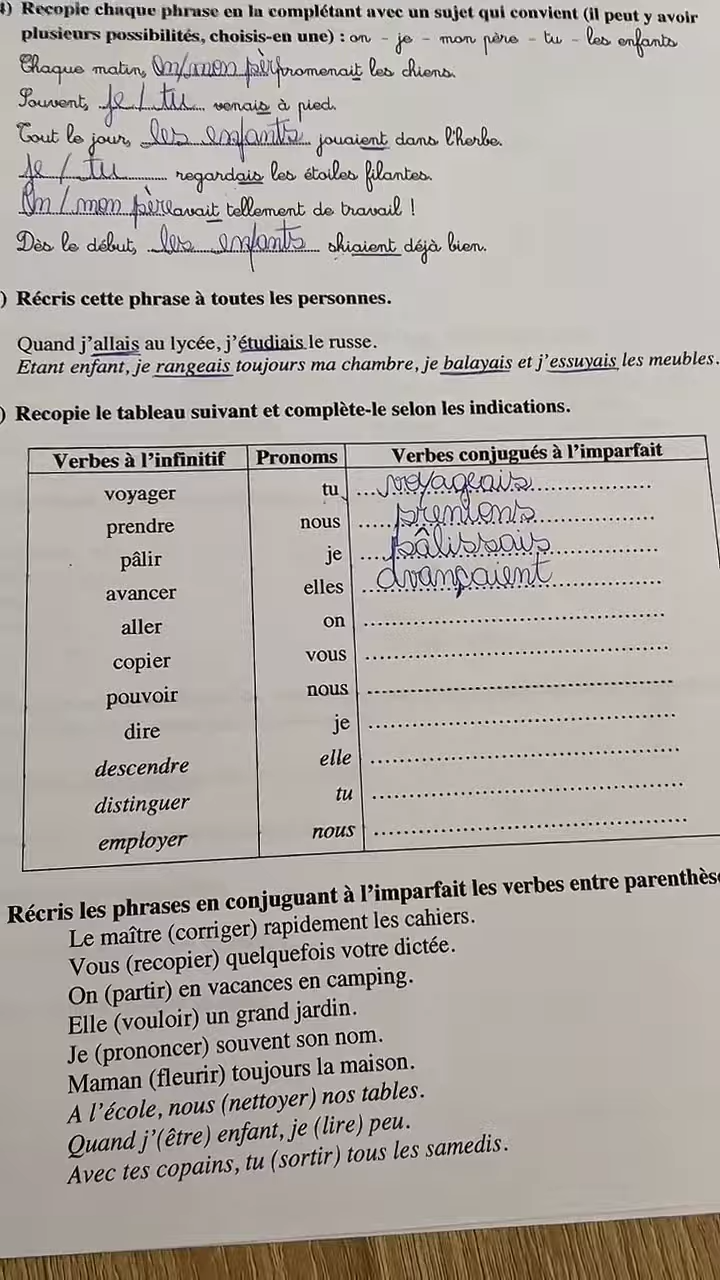 4) Recopie chaque phrase en la complétant avec un sujet qui convient (il peut y avoir
plusieurs possibilités, choisis-en une) : on - je - mon père - tu - les enfants
Chaque matin, On/mon père promenait les chiens.
Souvent, je / tu venais à pied.
Tout le jour, les enfants jouaient dans l'herbe.
je / tu regardais les étoiles filantes.
On / mon père avait tellement de travail !
Dès le début, les enfants skiaient déjà bien.
) Récris cette phrase à toutes les personnes.
Quand j'allais au lycée, j'étudiais le russe.
Etant enfant, je rangeais toujours ma chambre, je balayais et j'essuyais les meubles.
) Recopie le tableau suivant et complète-le selon les indications.
Verbes à l'infinitif Pronoms Verbes conjugués à l'imparfait
voyager tu voyageais
prendre nous prenions
pâlir je pâlissais
avancer elles avançaient
aller on
copier vous
pouvoir nous
dire je
descendre elle
distinguer tu
employer nous
Récris les phrases en conjuguant à l'imparfait les verbes entre parenthèse
Le maître (corriger) rapidement les cahiers.
Vous (recopier) quelquefois votre dictée.
On (partir) en vacances en camping.
Elle (vouloir) un grand jardin.
Je (prononcer) souvent son nom.
Maman (fleurir) toujours la maison.
A l'école, nous (nettoyer) nos tables.
Quand j'(être) enfant, je (lire) peu.
Avec tes copains, tu (sortir) tous les samedis.